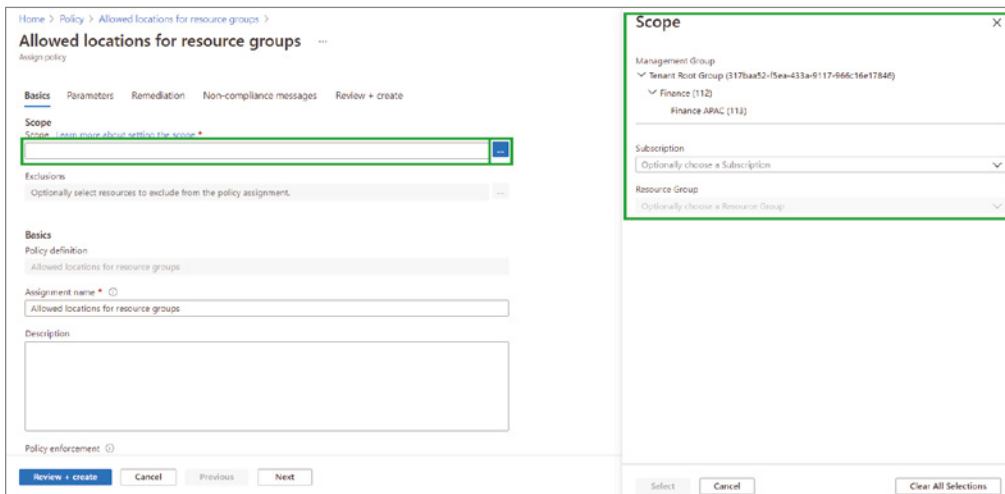 Home > Policy > Allowed locations for resource groups >
Allowed locations for resource groups ...
Assign policy
Basics Parameters Remediation Non-compliance messages Review + create
Scope
Scope Learn more about setting the scope *
...
Exclusions
Optionally select resources to exclude from the policy assignment.
...
Basics
Policy definition
Allowed locations for resource groups
Assignment name *
Allowed locations for resource groups
Description
Policy enforcement
Review + create Cancel Previous Next
Scope
Management Group
Tenant Root Group (317baa52-f5ea-433a-9117-966c16e17846)
Finance (112)
Finance APAC (113)
Subscription
Optionally choose a Subscription
Resource Group
Optionally choose a Resource Group
Select Cancel Clear All Selections